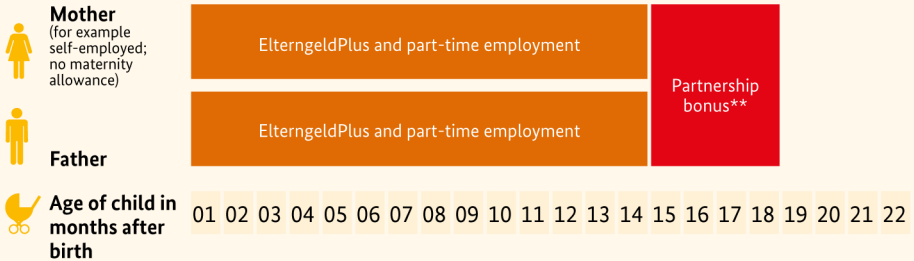 Mother
(for example
self-employed;
no maternity
allowance)
ElterngeldPlus and part-time employment
Partnership
bonus**
ElterngeldPlus and part-time employment
Father
Age of child in
months after
birth
01 02 03 04 05 06 07 08 09 10 11 12 13 14 15 16 17 18 19 20 21 22